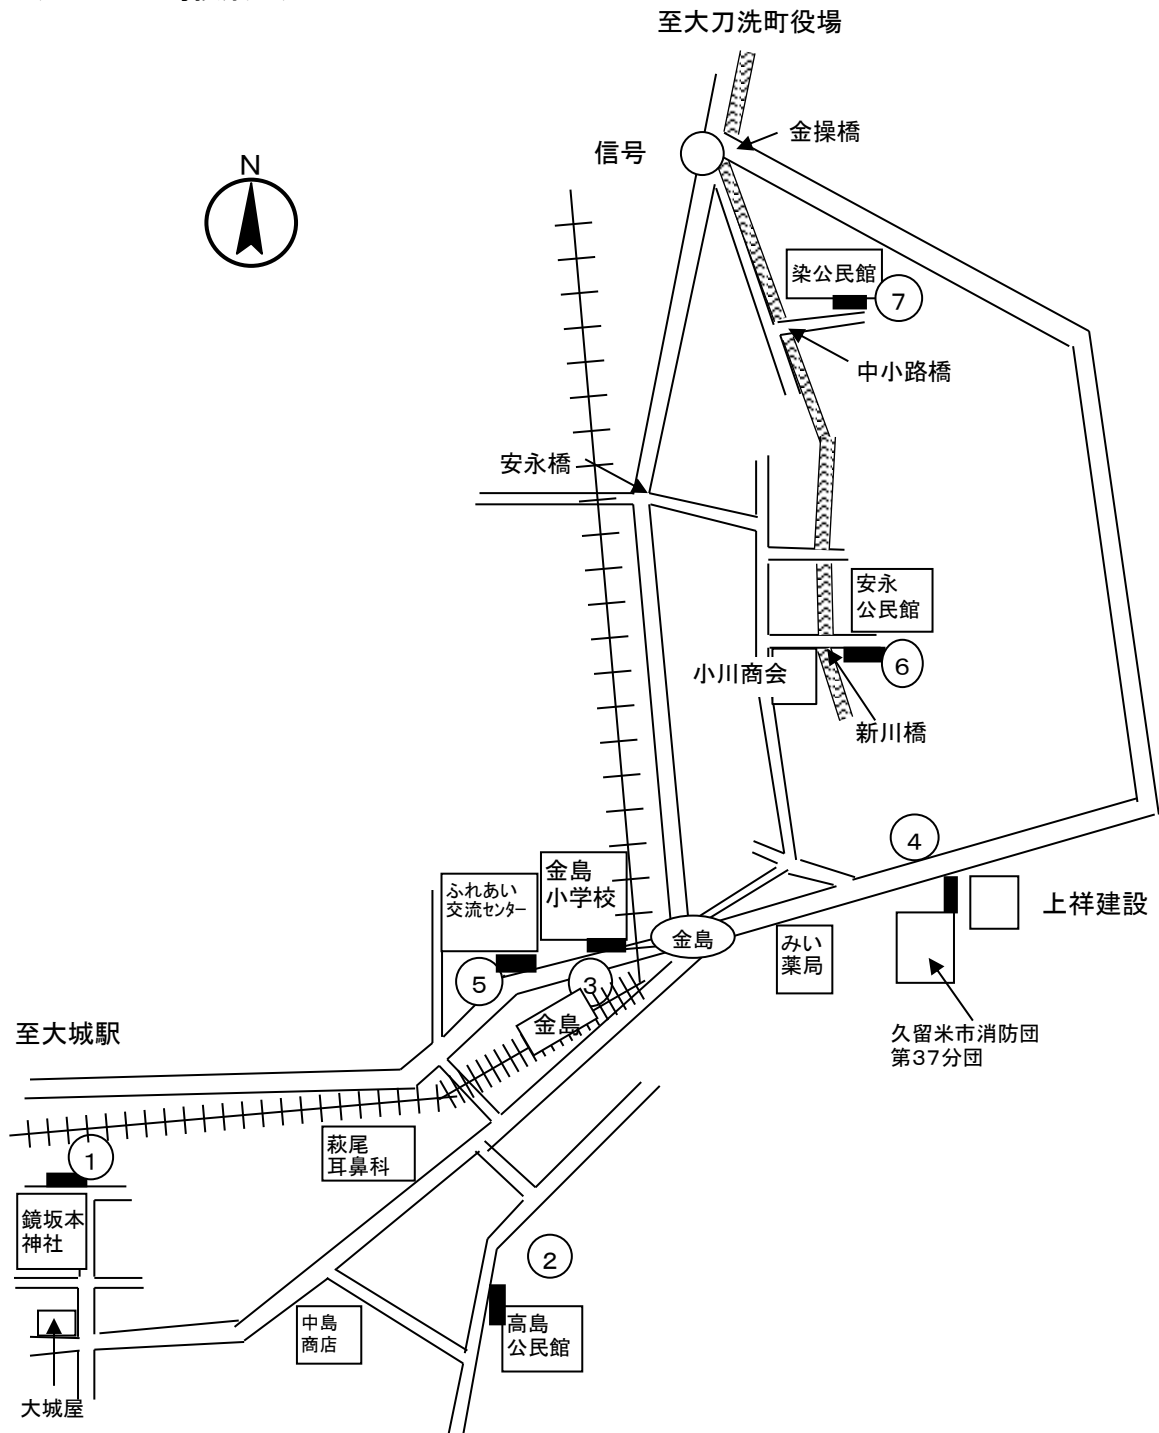 至大刀洗町役場
金操橋
信号
N
染公民館
7
中小路橋
安永橋
安永
公民館
小川商会
6
新川橋
4
金島
小学校
ふれあい
交流センター
上祥建設
金島
みい
薬局
5
3
金島
久留米市消防団
第37分団
至大城駅
萩尾
耳鼻科
1
鏡坂本
神社
2
中島
商店
高島
公民館
大城屋